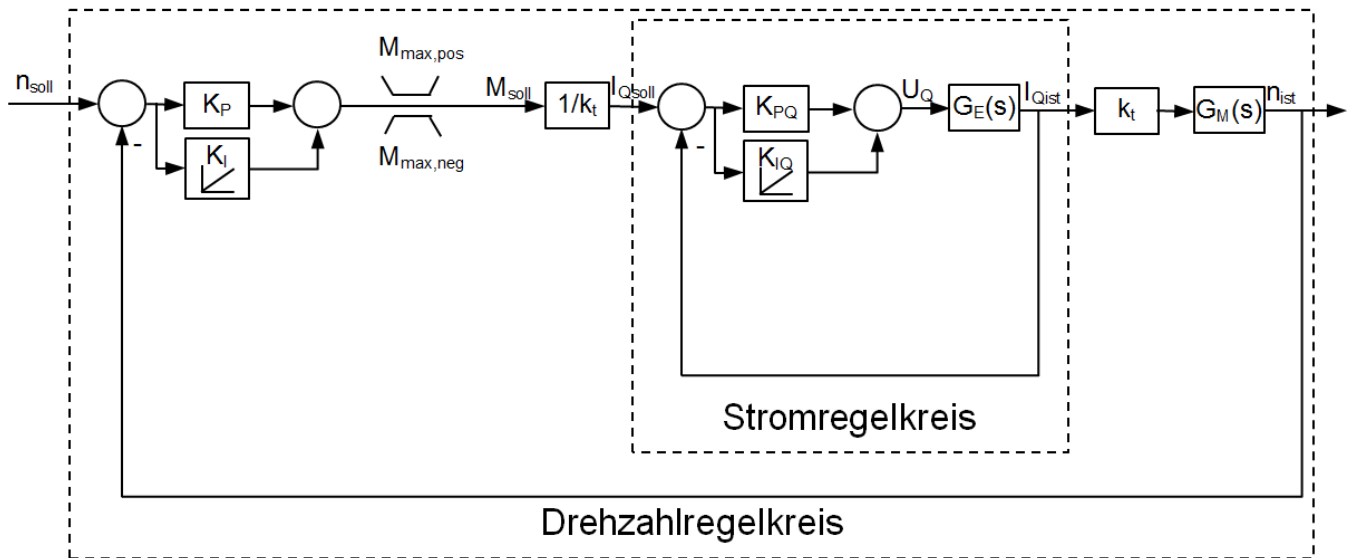 M_max,pos
n_soll
K_P
M_soll
1/k_t
I_Qsoll
K_PQ
U_Q
G_E(s)
I_Qist
k_t
G_M(s)
n_ist
-
K_I
M_max,neg
-
K_IQ
Stromregelkreis
Drehzahlregelkreis